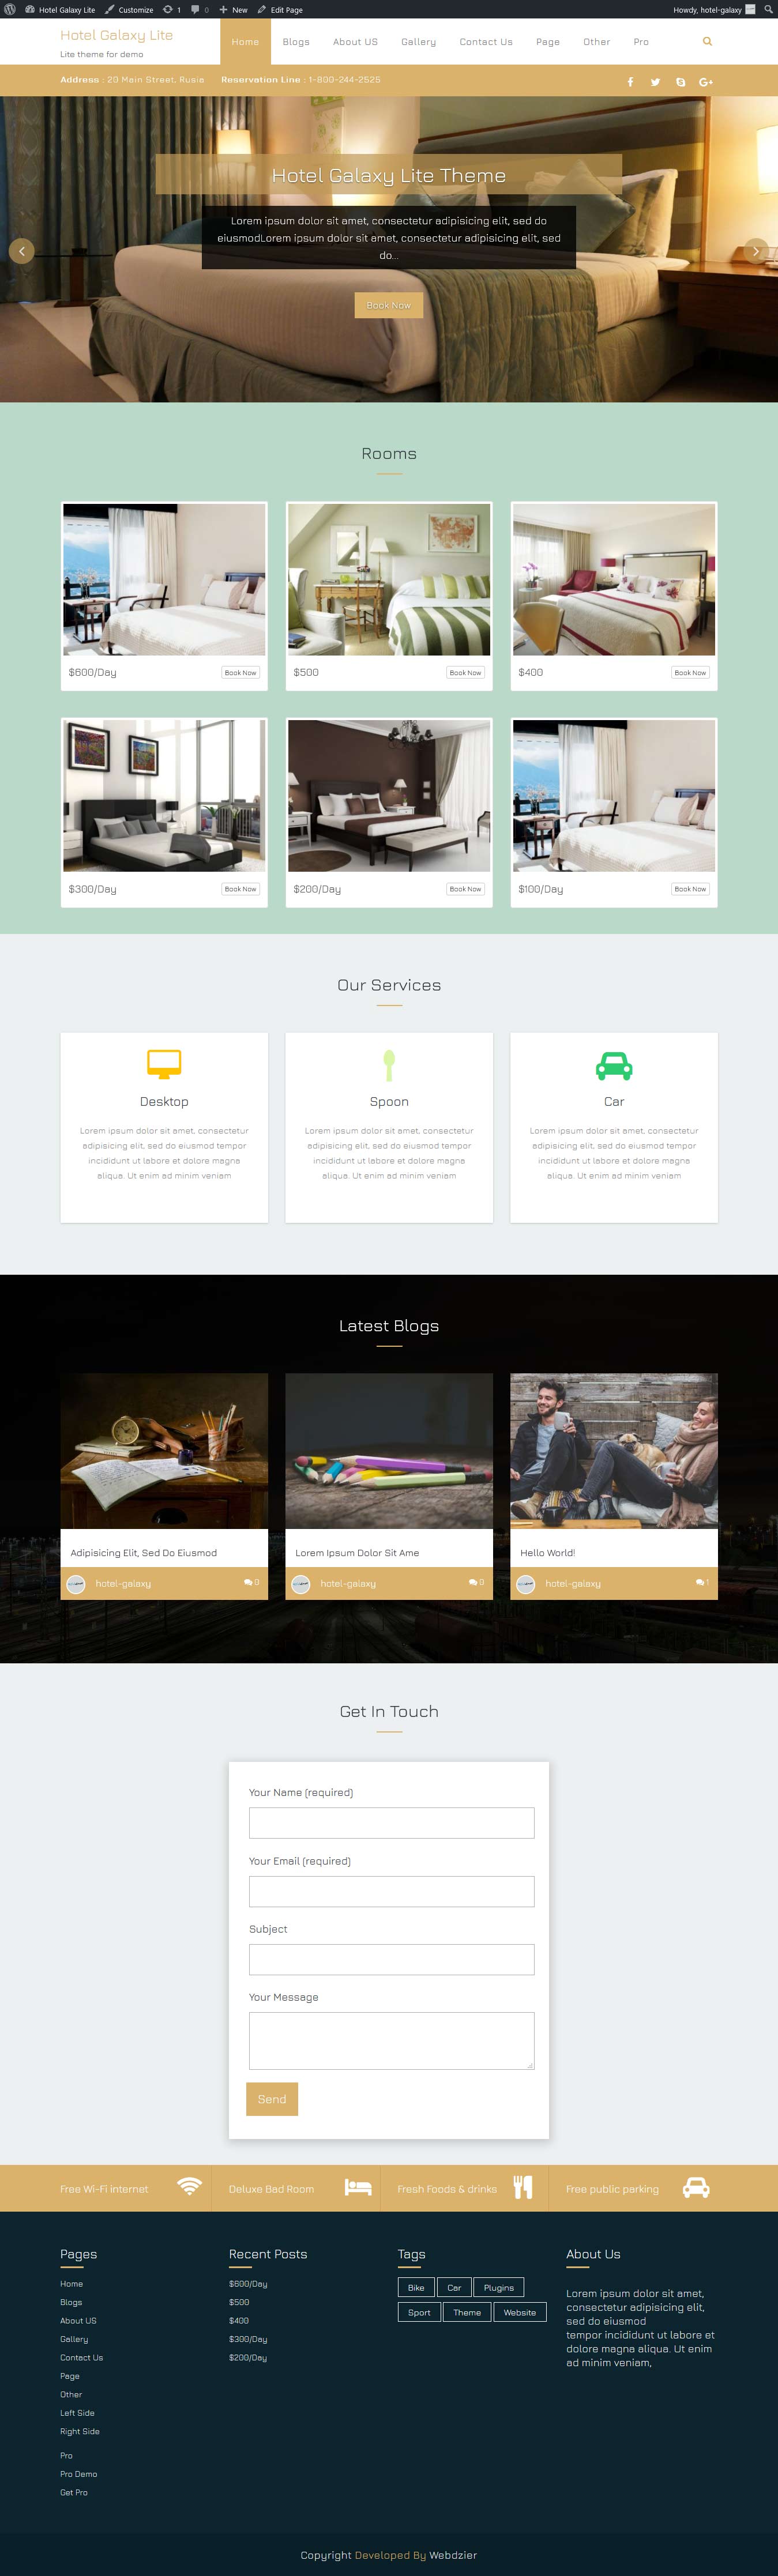 Hotel Galaxy Lite Customize 1 0 New Edit Page Howdy, hotel-galaxy
Hotel Galaxy Lite
Lite theme for demo
Home Blogs About US Gallery Contact Us Page Other Pro
Address : 20 Main Street, Rusia Reservation Line : 1-800-244-2525
Hotel Galaxy Lite Theme
Lorem ipsum dolor sit amet, consectetur adipisicing elit, sed do
eiusmodLorem ipsum dolor sit amet, consectetur adipisicing elit, sed
do...
Book Now
Rooms
$600/Day Book Now
$500 Book Now
$400 Book Now
$300/Day Book Now
$200/Day Book Now
$100/Day Book Now
Our Services
Desktop
Lorem ipsum dolor sit amet, consectetur
adipisicing elit, sed do eiusmod tempor
incididunt ut labore et dolore magna
aliqua. Ut enim ad minim veniam
Spoon
Lorem ipsum dolor sit amet, consectetur
adipisicing elit, sed do eiusmod tempor
incididunt ut labore et dolore magna
aliqua. Ut enim ad minim veniam
Car
Lorem ipsum dolor sit amet, consectetur
adipisicing elit, sed do eiusmod tempor
incididunt ut labore et dolore magna
aliqua. Ut enim ad minim veniam
Latest Blogs
Adipisicing Elit, Sed Do Eiusmod
hotel-galaxy 0
Lorem Ipsum Dolor Sit Ame
hotel-galaxy 0
Hello World!
hotel-galaxy 1
Get In Touch
Your Name (required)
Your Email (required)
Subject
Your Message
Send
Free Wi-Fi internet Deluxe Bad Room Fresh Foods & drinks Free public parking
Pages
Home
Blogs
About US
Gallery
Contact Us
Page
Other
Left Side
Right Side
Pro
Pro Demo
Get Pro
Recent Posts
$600/Day
$500
$400
$300/Day
$200/Day
Tags
Bike Car Plugins
Sport Theme Website
About Us
Lorem ipsum dolor sit amet,
consectetur adipisicing elit,
sed do eiusmod
tempor incididunt ut labore et
dolore magna aliqua. Ut enim
ad minim veniam,
Copyright Developed By Webdzier